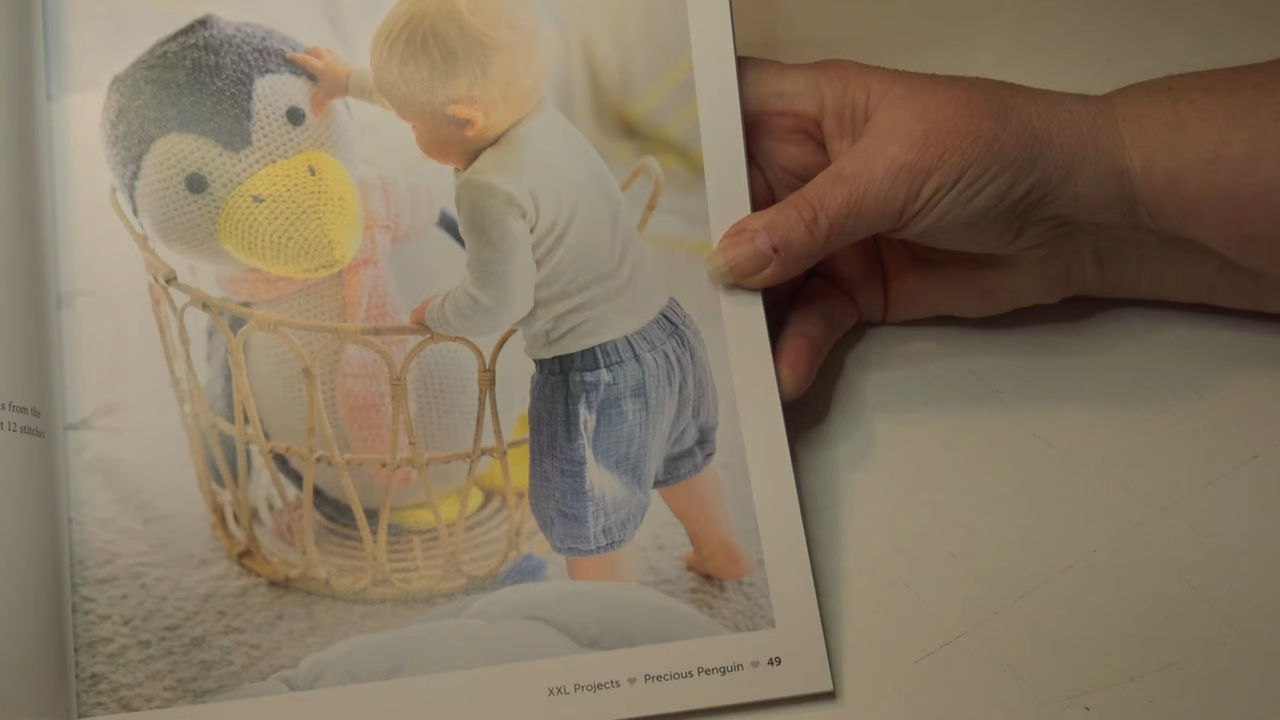 s from the
t 12 stitches
XXL Projects ♥ Precious Penguin ♥ 49